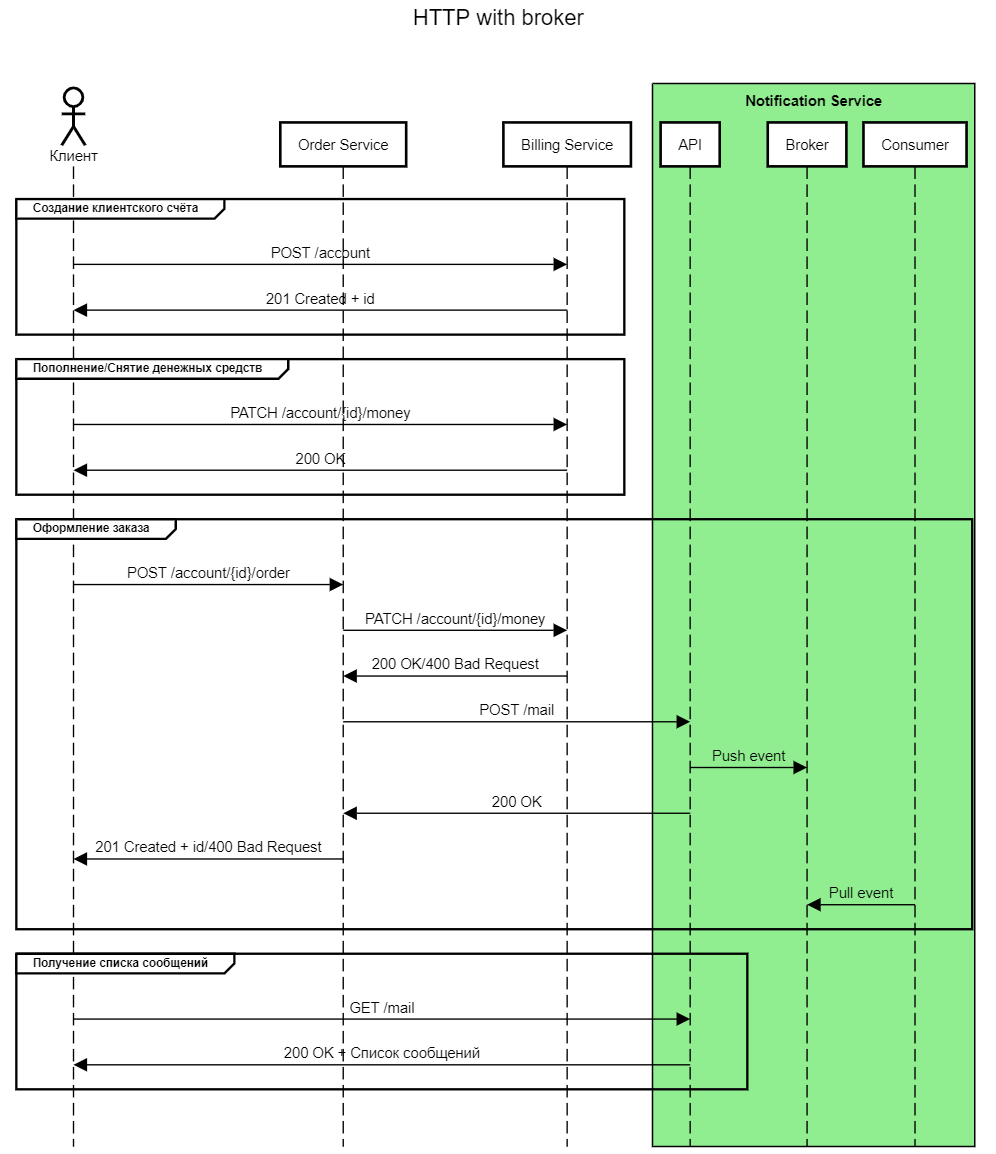 HTTP with broker
Notification Service
Клиент
Order Service
Billing Service
API
Broker
Consumer
Создание клиентского счёта
POST /account
201 Created + id
Пополнение/Снятие денежных средств
PATCH /account/{id}/money
200 OK
Оформление заказа
POST /account/{id}/order
PATCH /account/{id}/money
200 OK/400 Bad Request
POST /mail
Push event
200 OK
201 Created + id/400 Bad Request
Pull event
Получение списка сообщений
GET /mail
200 OK + Список сообщений